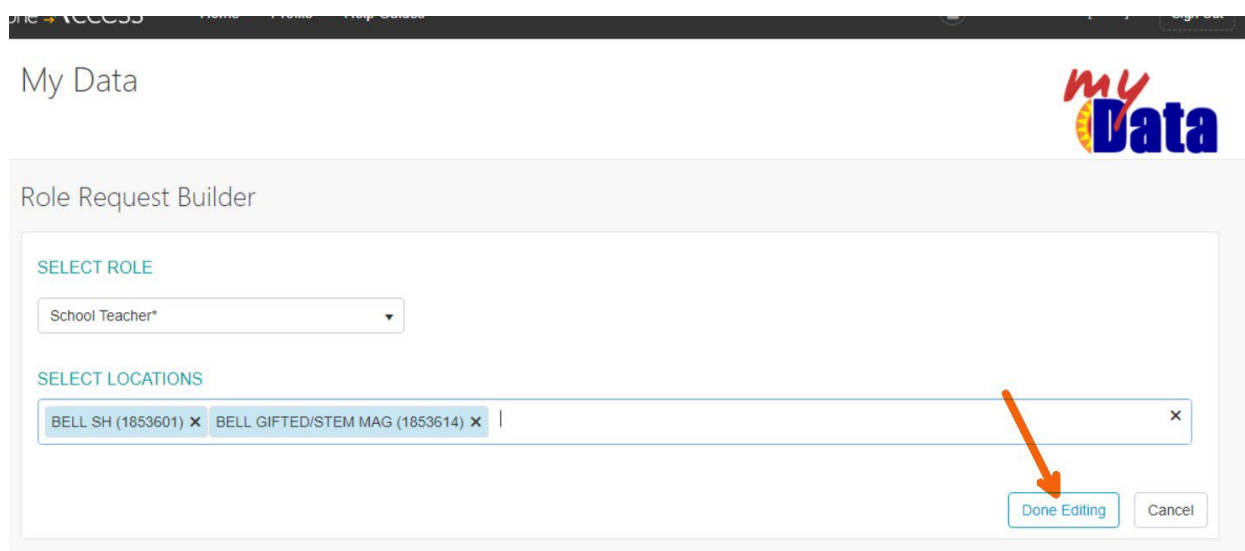 Home Profile Help Guides Sign Out
My Data
my Data
Role Request Builder
SELECT ROLE
School Teacher*
SELECT LOCATIONS
BELL SH (1853601) × BELL GIFTED/STEM MAG (1853614) ×
×
Done Editing Cancel